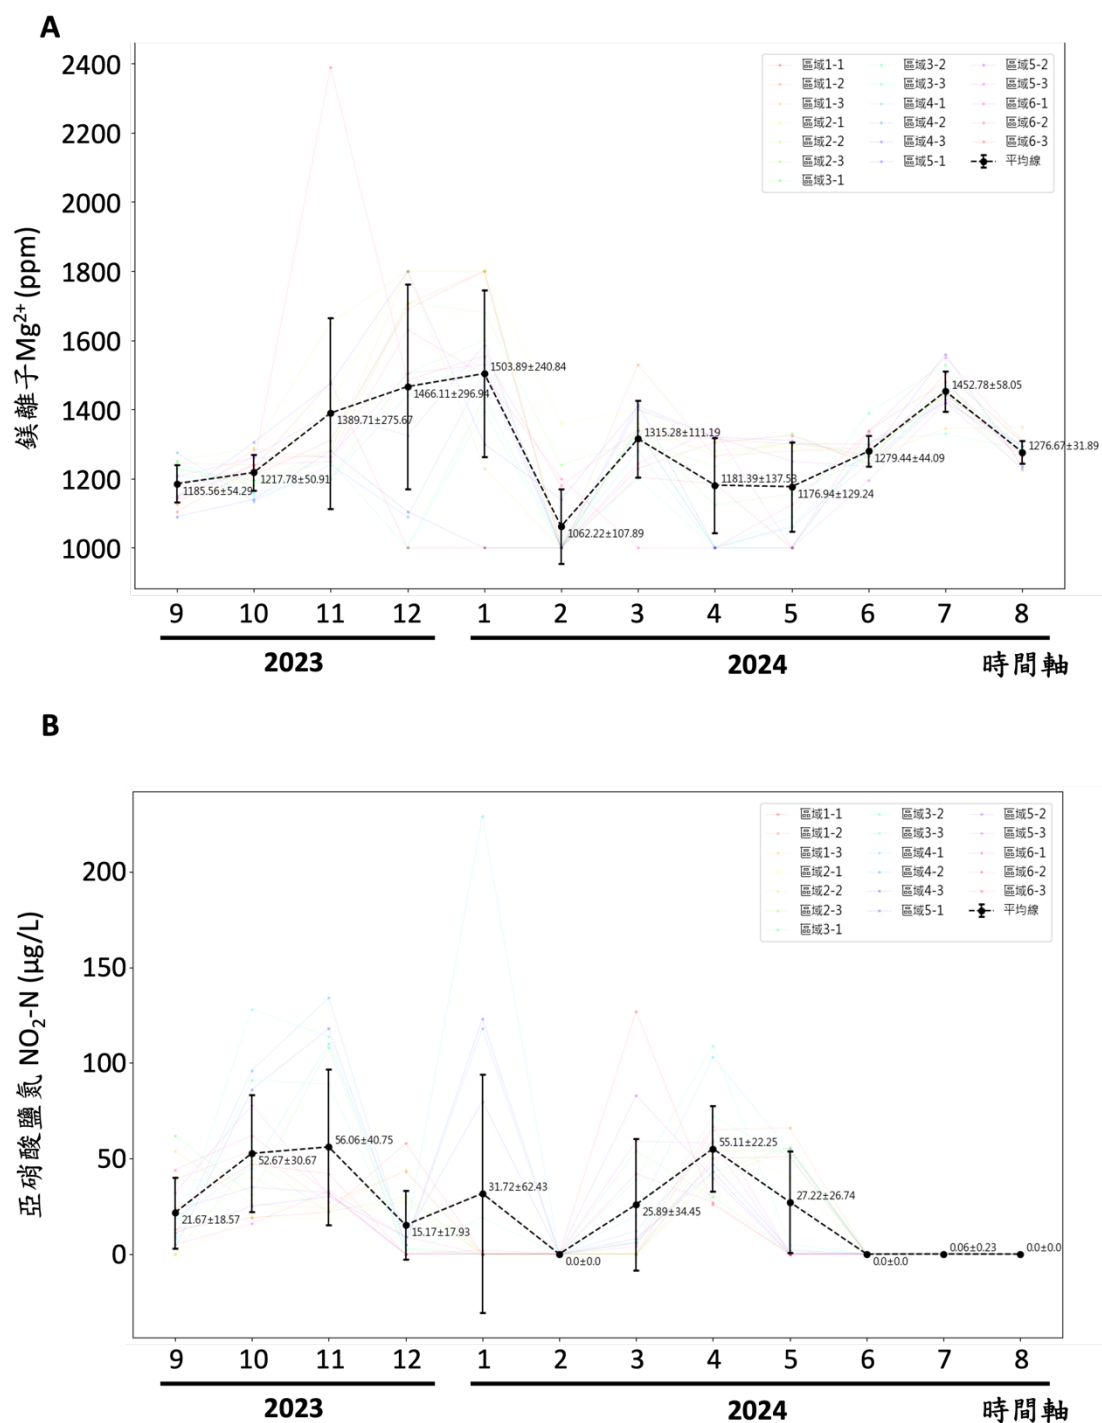 A
鎂離子Mg2+ (ppm)
2400
2200
2000
1800
1600
1400
1200
1000
區域1-1
區域1-2
區域1-3
區域2-1
區域2-2
區域2-3
區域3-1
區域3-2
區域3-3
區域4-1
區域4-2
區域4-3
區域5-1
區域5-2
區域5-3
區域6-1
區域6-2
區域6-3
平均線
1185.56±54.29
1217.78±50.91
1389.71±275.67
1466.11±296.94
1503.89±240.84
1062.22±107.89
1315.28±111.19
1181.39±137.53
1176.94±129.24
1279.44±44.09
1452.78±58.05
1276.67±31.89
9 10 11 12 1 2 3 4 5 6 7 8
2023 2024 時間軸
B
亞硝酸鹽氮 NO2-N (µg/L)
200
150
100
50
0
區域1-1
區域1-2
區域1-3
區域2-1
區域2-2
區域2-3
區域3-1
區域3-2
區域3-3
區域4-1
區域4-2
區域4-3
區域5-1
區域5-2
區域5-3
區域6-1
區域6-2
區域6-3
平均線
21.67±18.57
52.67±30.67
56.06±40.75
15.17±17.93
31.72±62.43
0.0±0.0
25.89±34.45
55.11±22.25
27.22±26.74
0.0±0.0
0.06±0.23
0.0±0.0
9 10 11 12 1 2 3 4 5 6 7 8
2023 2024 時間軸